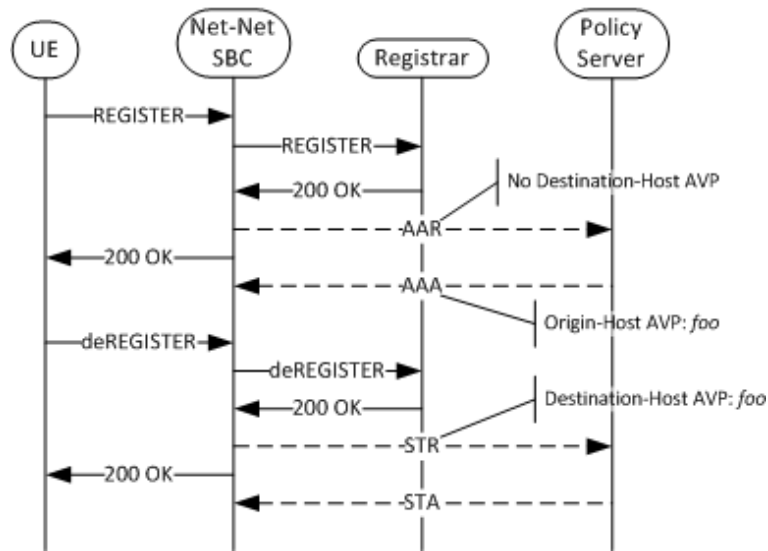 UE
Net-Net
SBC
Registrar
Policy
Server
REGISTER
REGISTER
200 OK
No Destination-Host AVP
AAR
200 OK
AAA
Origin-Host AVP: foo
deREGISTER
deREGISTER
200 OK
Destination-Host AVP: foo
STR
200 OK
STA